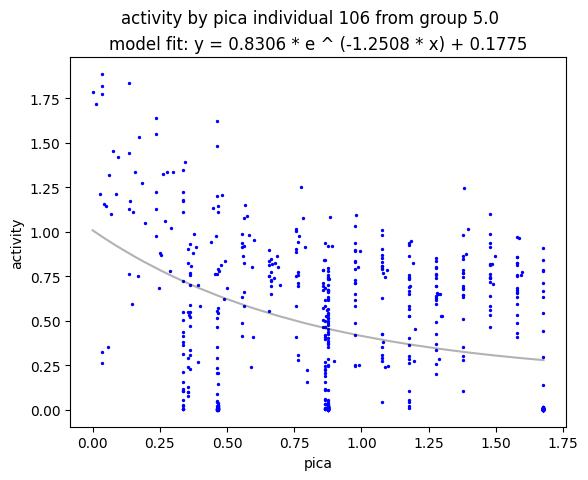 activity by pica individual 106 from group 5.0
model fit: y = 0.8306 * e ^ (-1.2508 * x) + 0.1775
1.75
1.50
1.25
1.00
0.75
0.50
0.25
0.00
activity
0.00 0.25 0.50 0.75 1.00 1.25 1.50 1.75
pica